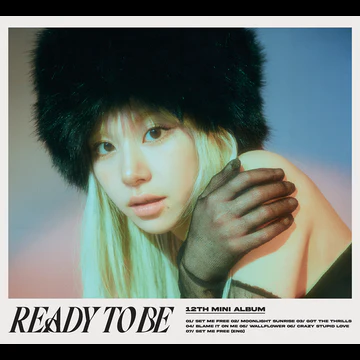 READY TO BE
12TH MINI ALBUM
01/ SET ME FREE 02/ MOONLIGHT SUNRISE 03/ GOT THE THRILLS
04/ BLAME IT ON ME 05/ WALLFLOWER 06/ CRAZY STUPID LOVE
07/ SET ME FREE (ENG)